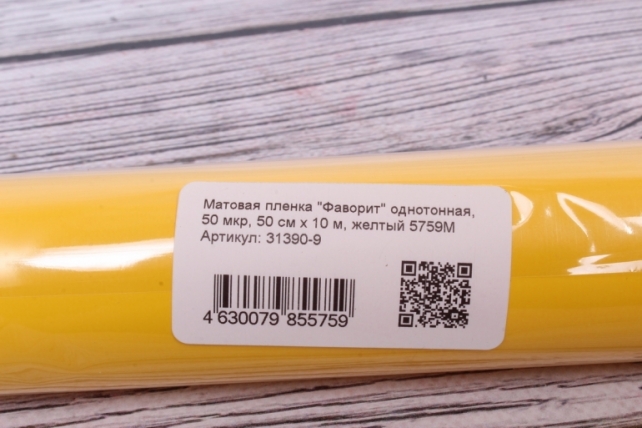 Матовая пленка "Фаворит" однотонная,
50 мкр, 50 см х 10 м, желтый 5759М
Артикул: 31390-9
4 630079 855759